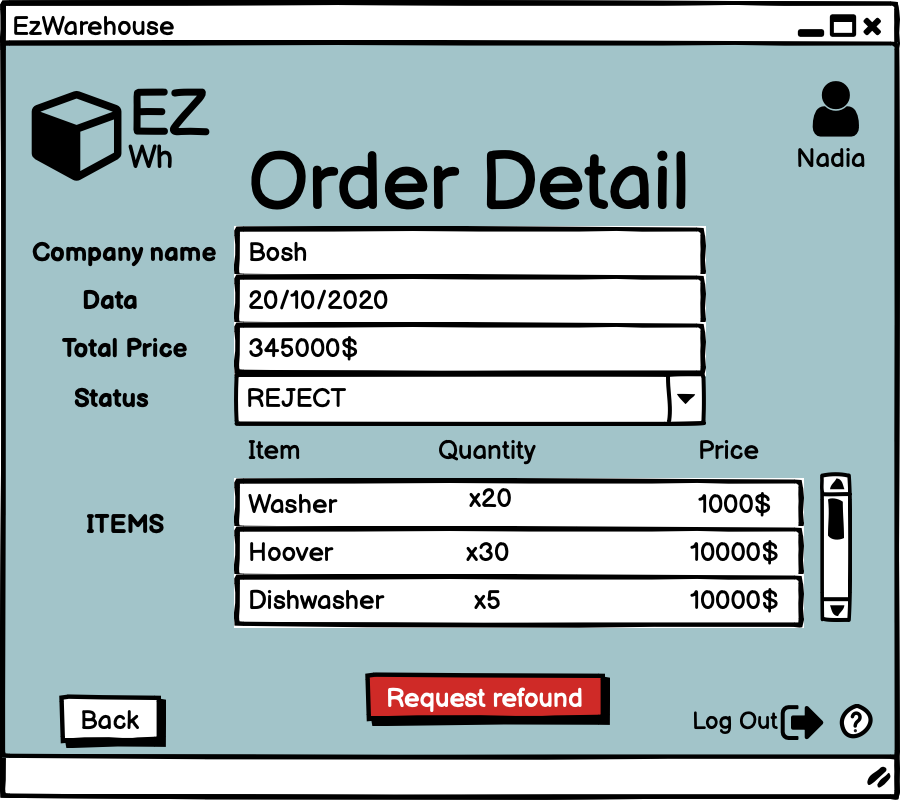 EzWarehouse
EZ
Wh
Nadia
Order Detail
Company name Bosh
Data 20/10/2020
Total Price 345000$
Status REJECT
Item Quantity Price
ITEMS
Washer x20 1000$
Hoover x30 10000$
Dishwasher x5 10000$
Request refound
Back
Log Out ?